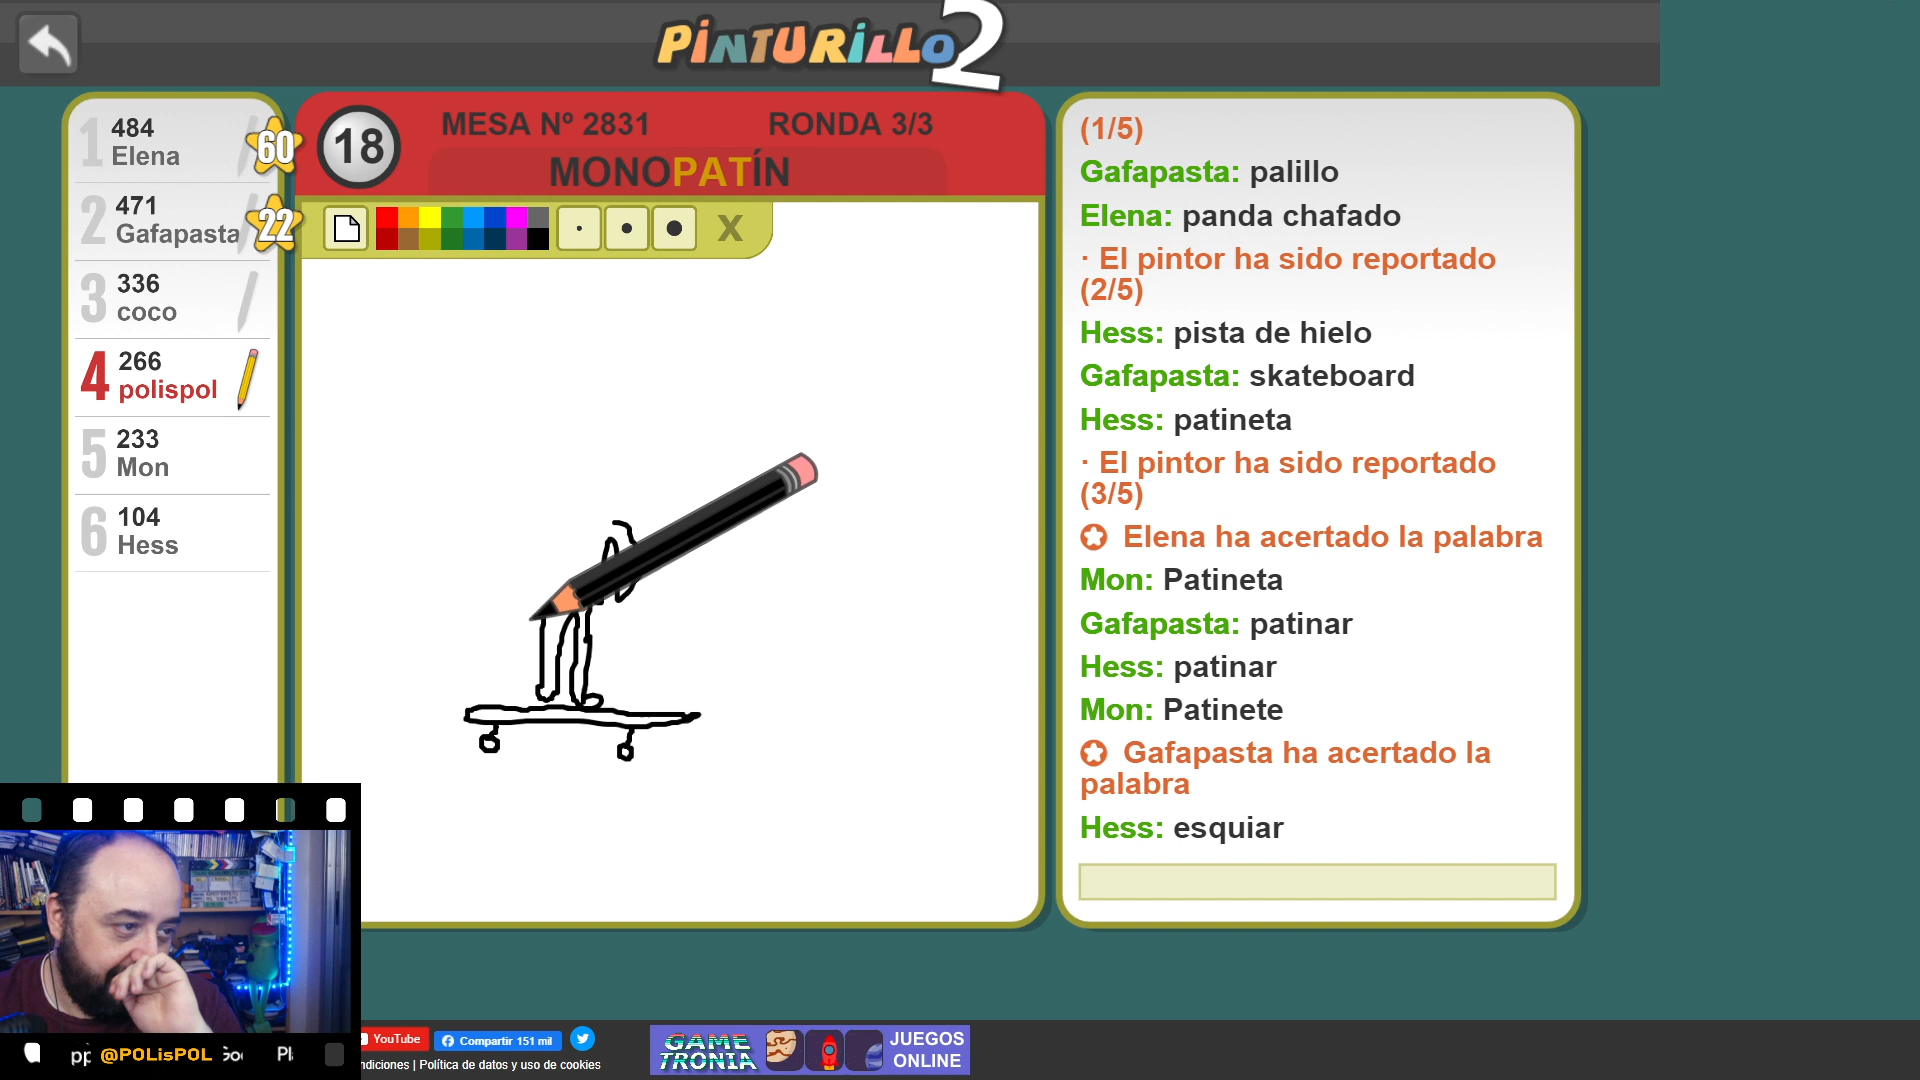 PINTURILLO 2
1 484 Elena 60
2 471 Gafapasta 22
3 336 coco
4 266 polispol
5 233 Mon
6 104 Hess
18 MESA Nº 2831 RONDA 3/3
MONOPATÍN
X
(1/5)
Gafapasta: palillo
Elena: panda chafado
· El pintor ha sido reportado
(2/5)
Hess: pista de hielo
Gafapasta: skateboard
Hess: patineta
· El pintor ha sido reportado
(3/5)
Elena ha acertado la palabra
Mon: Patineta
Gafapasta: patinar
Hess: patinar
Mon: Patinete
Gafapasta ha acertado la
palabra
Hess: esquiar
@POLisPOL
YouTube Compartir 151 mil
ndiciones | Política de datos y uso de cookies
GAME TRONIA
JUEGOS
ONLINE